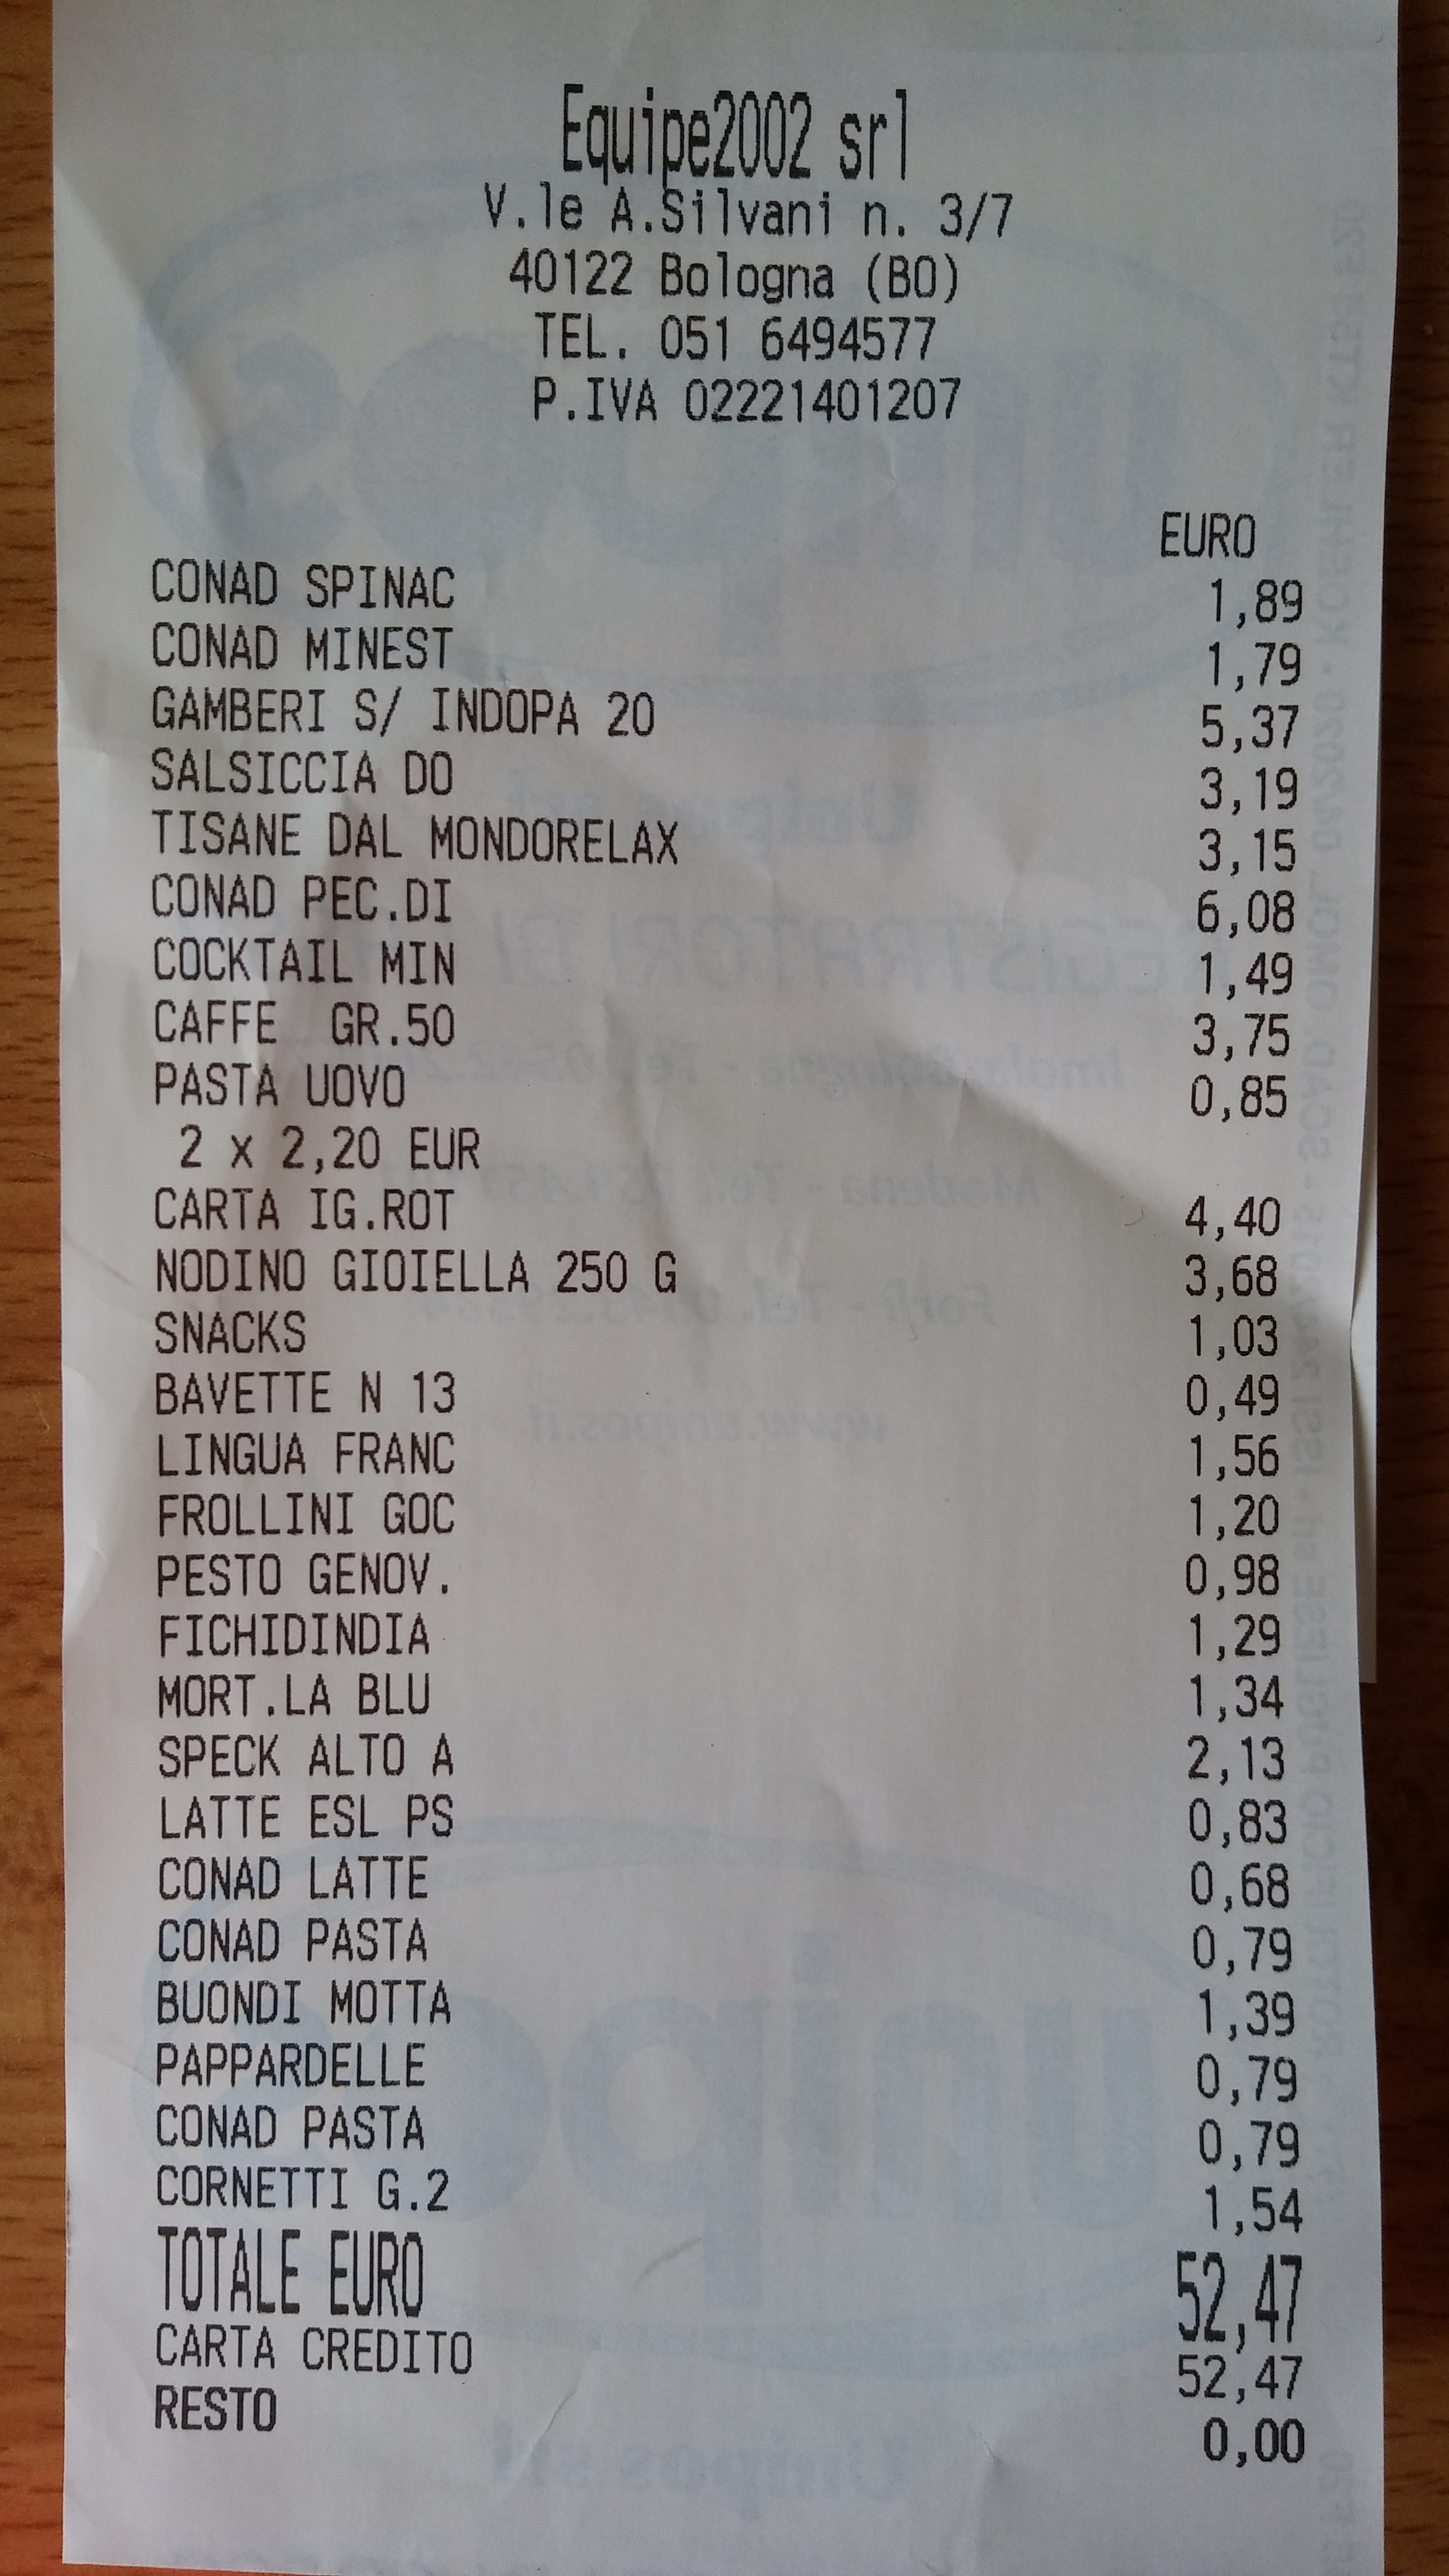 Equipe2002 srl
V.le A.Silvani n. 3/7
40122 Bologna (BO)
TEL. 051 6494577
P.IVA 02221401207
EURO
CONAD SPINAC 1,89
CONAD MINEST 1,79
GAMBERI S/ INDOPA 20 5,37
SALSICCIA DO 3,19
TISANE DAL MONDORELAX 3,15
CONAD PEC.DI 6,08
COCKTAIL MIN 1,49
CAFFE GR.50 3,75
PASTA UOVO 0,85
2 x 2,20 EUR
CARTA IG.ROT 4,40
NODINO GIOIELLA 250 G 3,68
SNACKS 1,03
BAVETTE N 13 0,49
LINGUA FRANC 1,56
FROLLINI GOC 1,20
PESTO GENOV. 0,98
FICHIDINDIA 1,29
MORT.LA BLU 1,34
SPECK ALTO A 2,13
LATTE ESL PS 0,83
CONAD LATTE 0,68
CONAD PASTA 0,79
BUONDI MOTTA 1,39
PAPPARDELLE 0,79
CONAD PASTA 0,79
CORNETTI G.2 1,54
TOTALE EURO 52,47
CARTA CREDITO 52,47
RESTO 0,00